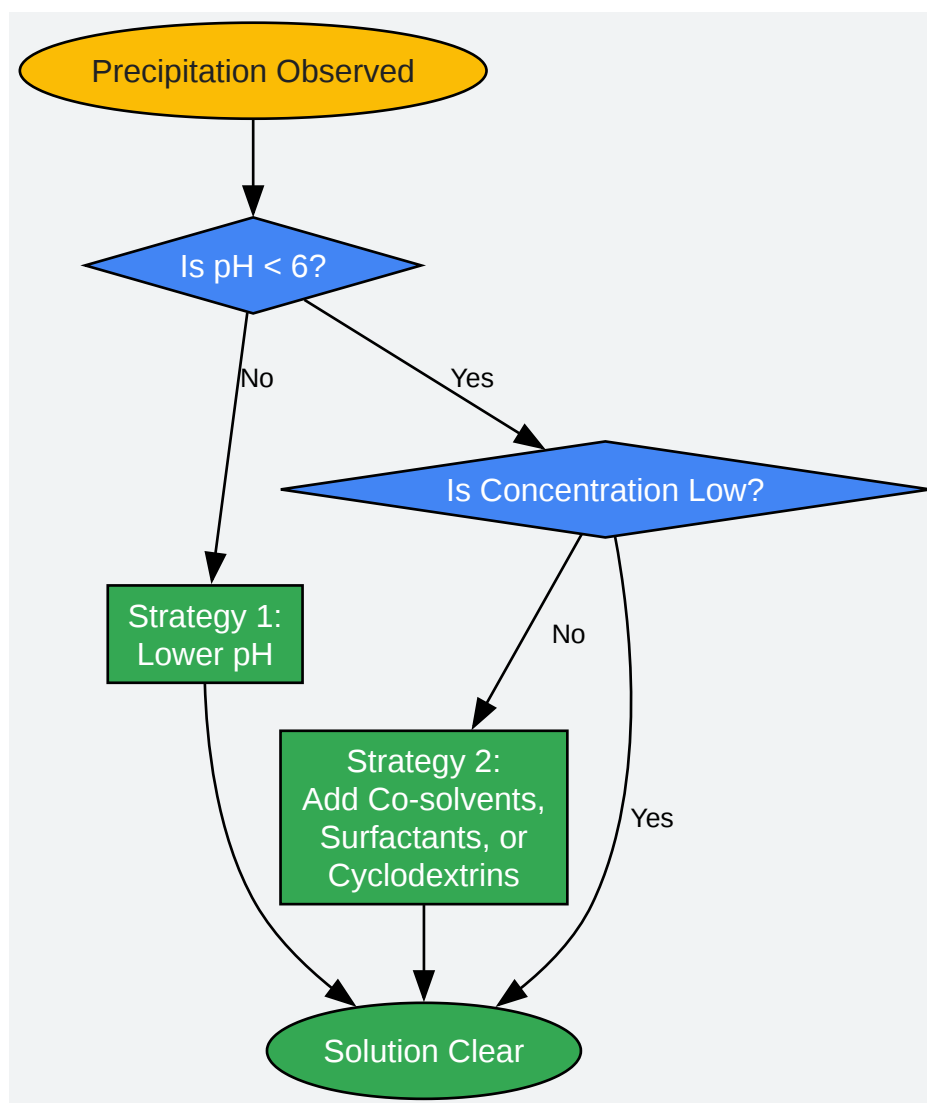 Precipitation Observed
Is pH < 6?
No
Yes
Is Concentration Low?
Strategy 1:
Lower pH
No
Strategy 2:
Add Co-solvents,
Surfactants, or
Cyclodextrins
Yes
Solution Clear